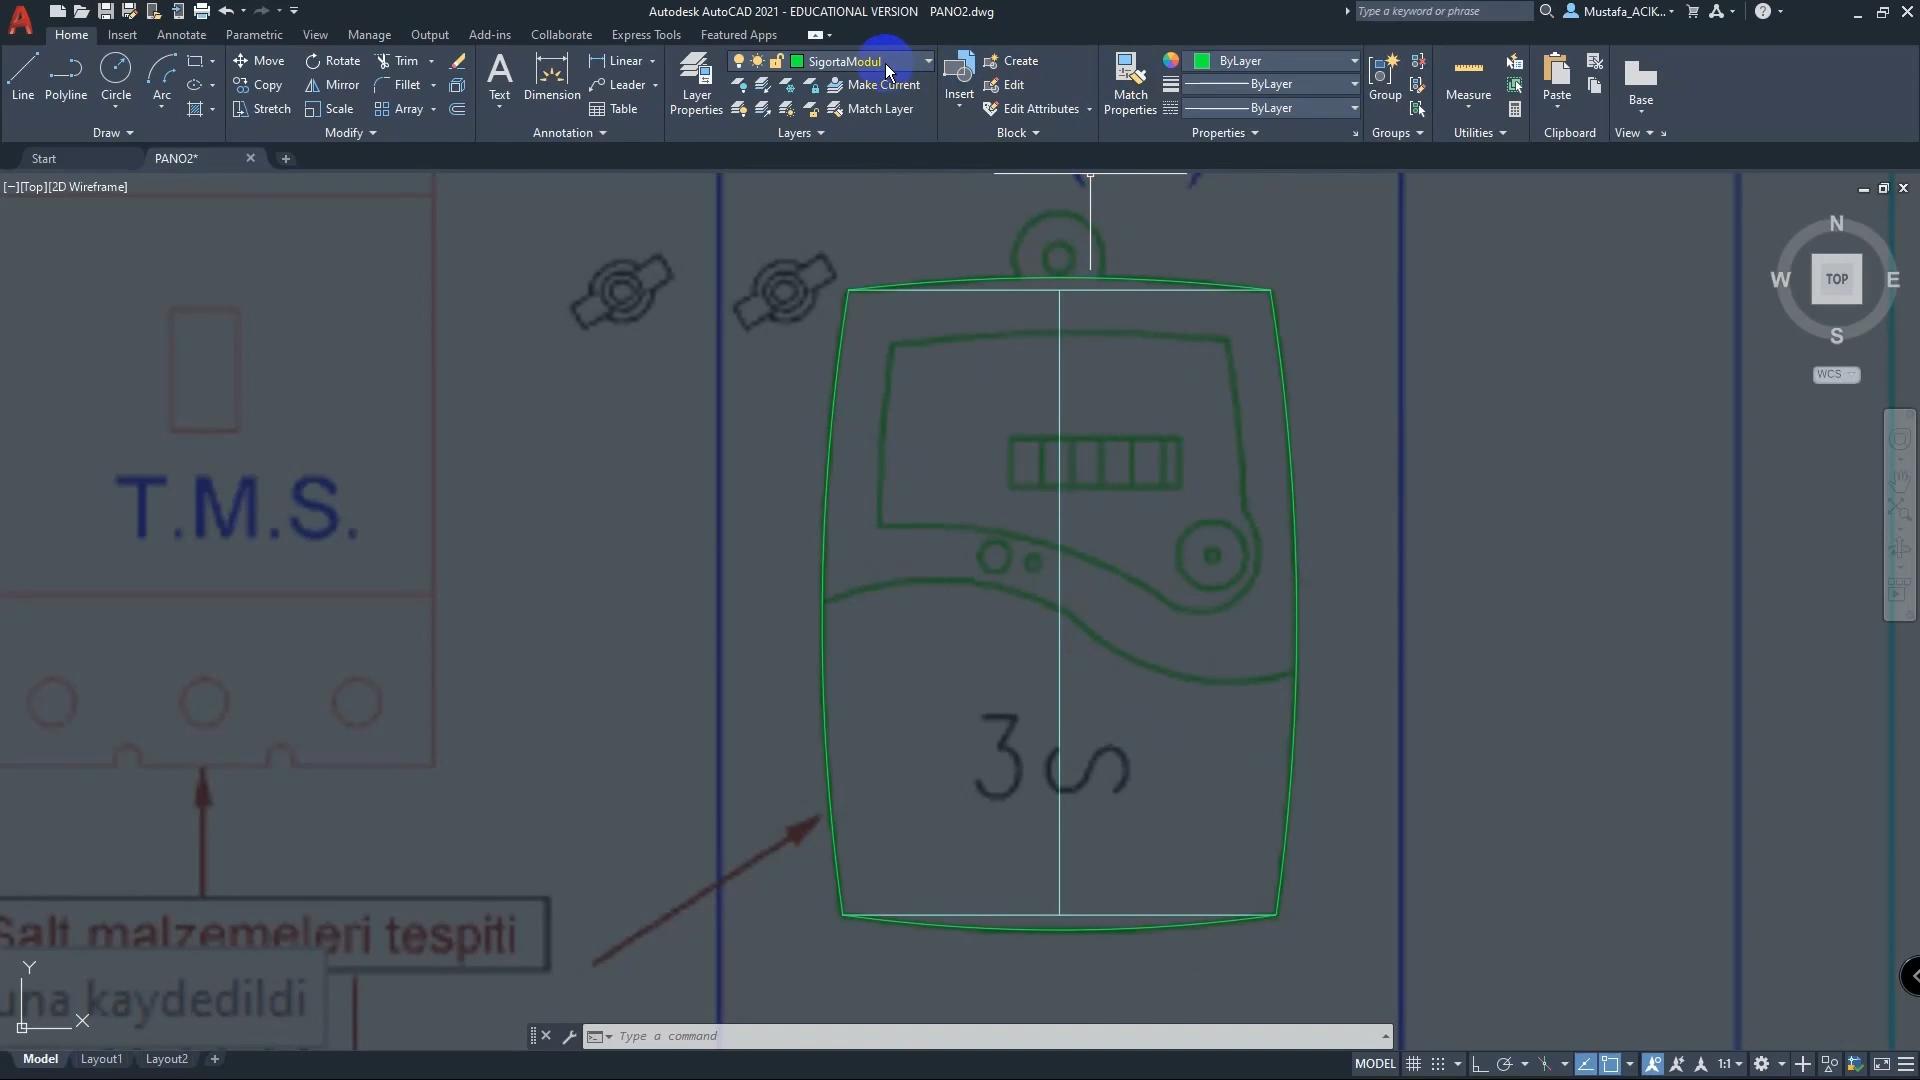 Autodesk AutoCAD 2021 - EDUCATIONAL VERSION PANO2.dwg
Type a keyword or phrase
Mustafa_ACIK...
Home Insert Annotate Parametric View Manage Output Add-ins Collaborate Express Tools Featured Apps
Line Polyline Circle Arc
Move Rotate Trim
Copy Mirror Fillet
Stretch Scale Array
Text Dimension
Linear
Leader
Table
Layer Properties
SigortaModul
Make Current
Match Layer
Insert
Create
Edit
Edit Attributes
Match Properties
ByLayer
ByLayer
ByLayer
Group
Measure
Paste
Base
Draw Modify Annotation Layers Block Properties Groups Utilities Clipboard View
Start PANO2*
[−][Top][2D Wireframe]
N
W TOP E
S
WCS
T.M.S.
3
Salt malzemeleri tespiti
una kaydedildi
Y
X
Type a command
Model Layout1 Layout2
MODEL 1:1